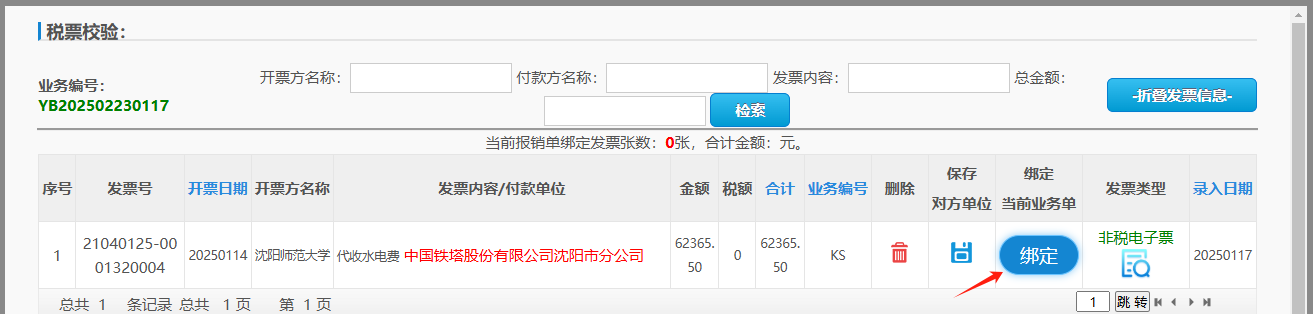 税票校验：
业务编号：
YB202502230117
开票方名称： 付款方名称： 发票内容： 总金额：
检索
-折叠发票信息-
当前报销单绑定发票张数：0张，合计金额：元。
序号 发票号 开票日期 开票方名称 发票内容/付款单位 金额 税额 合计 业务编号 删除 保存 对方单位 绑定 当前业务单 发票类型 录入日期
1 21040125-0001320004 20250114 沈阳师范大学 代收水电费 中国铁塔股份有限公司沈阳市分公司 62365.50 0 62365.50 KS 绑定 非税电子票 20250117
总共 1 条记录 总共 1 页 第 1 页 1 跳 转